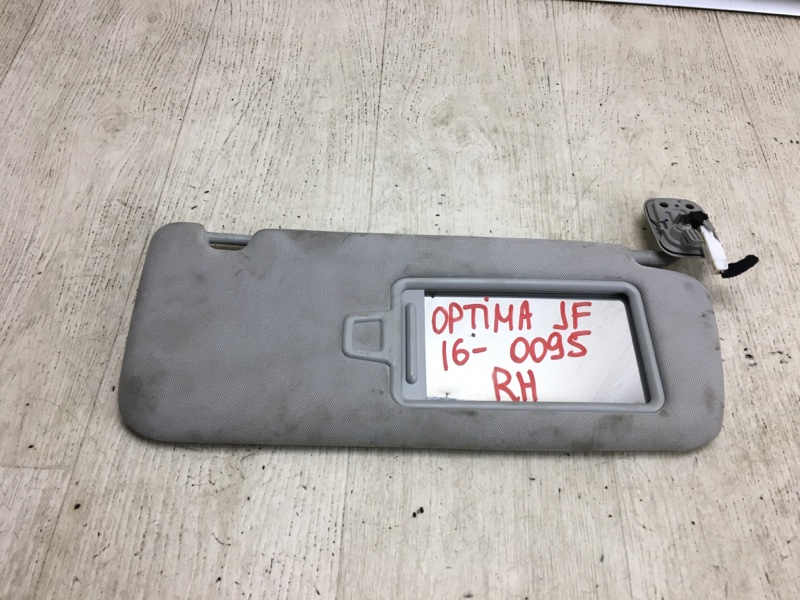 OPTIMA JF
16- 0095
RH